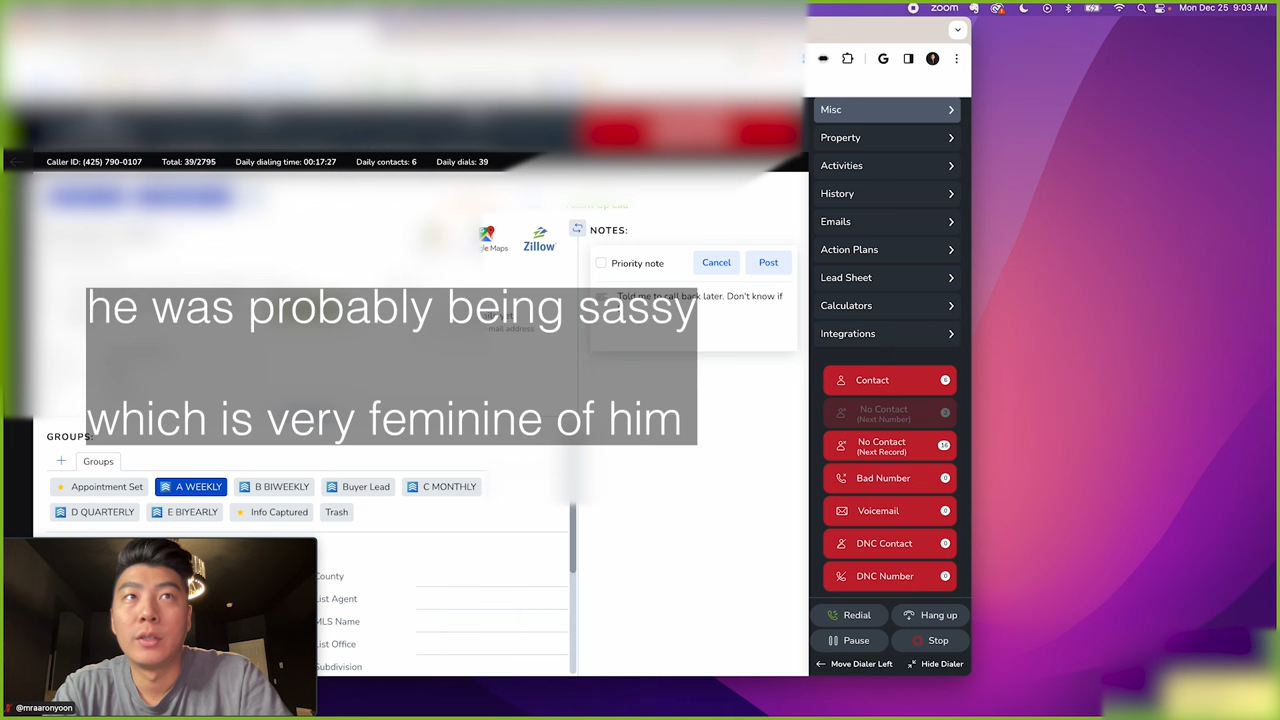 zoom
Mon Dec 25 9:03 AM
Caller ID: (425) 790-0107 Total: 39/2795 Daily dialing time: 00:17:27 Daily contacts: 6 Daily dials: 39
Maps
Zillow
NOTES:
Priority note
Cancel
Post
Told me to call back later. Don't know if
he was probably being sassy
which is very feminine of him
GROUPS:
Groups
Appointment Set
A WEEKLY
B BIWEEKLY
Buyer Lead
C MONTHLY
D QUARTERLY
E BIYEARLY
Info Captured
Trash
County
List Agent
MLS Name
List Office
Subdivision
@mraaronyoon
Misc
Property
Activities
History
Emails
Action Plans
Lead Sheet
Calculators
Integrations
Contact 6
No Contact
(Next Number)
No Contact 16
(Next Record)
Bad Number 0
Voicemail 0
DNC Contact 0
DNC Number 0
Redial
Hang up
Pause
Stop
Move Dialer Left
Hide Dialer